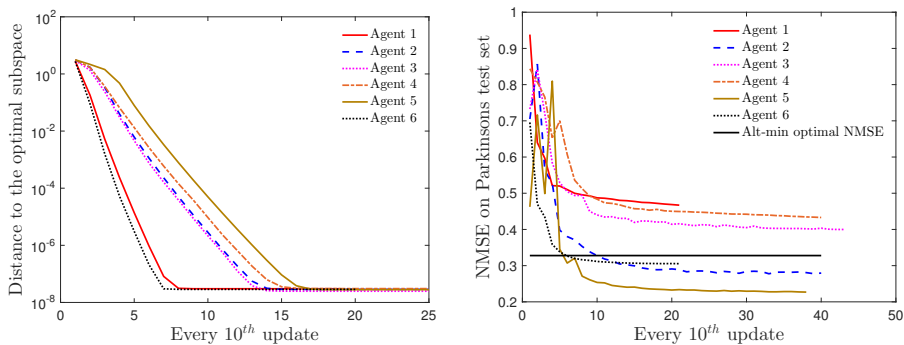 Distance to the optimal subspace
10^2
10^0
10^-2
10^-4
10^-6
10^-8
0
5
10
15
20
25
Every 10^th update
Agent 1
Agent 2
Agent 3
Agent 4
Agent 5
Agent 6
NMSE on Parkinsons test set
1
0.9
0.8
0.7
0.6
0.5
0.4
0.3
0.2
0
10
20
30
40
50
Every 10^th update
Agent 1
Agent 2
Agent 3
Agent 4
Agent 5
Agent 6
Alt-min optimal NMSE